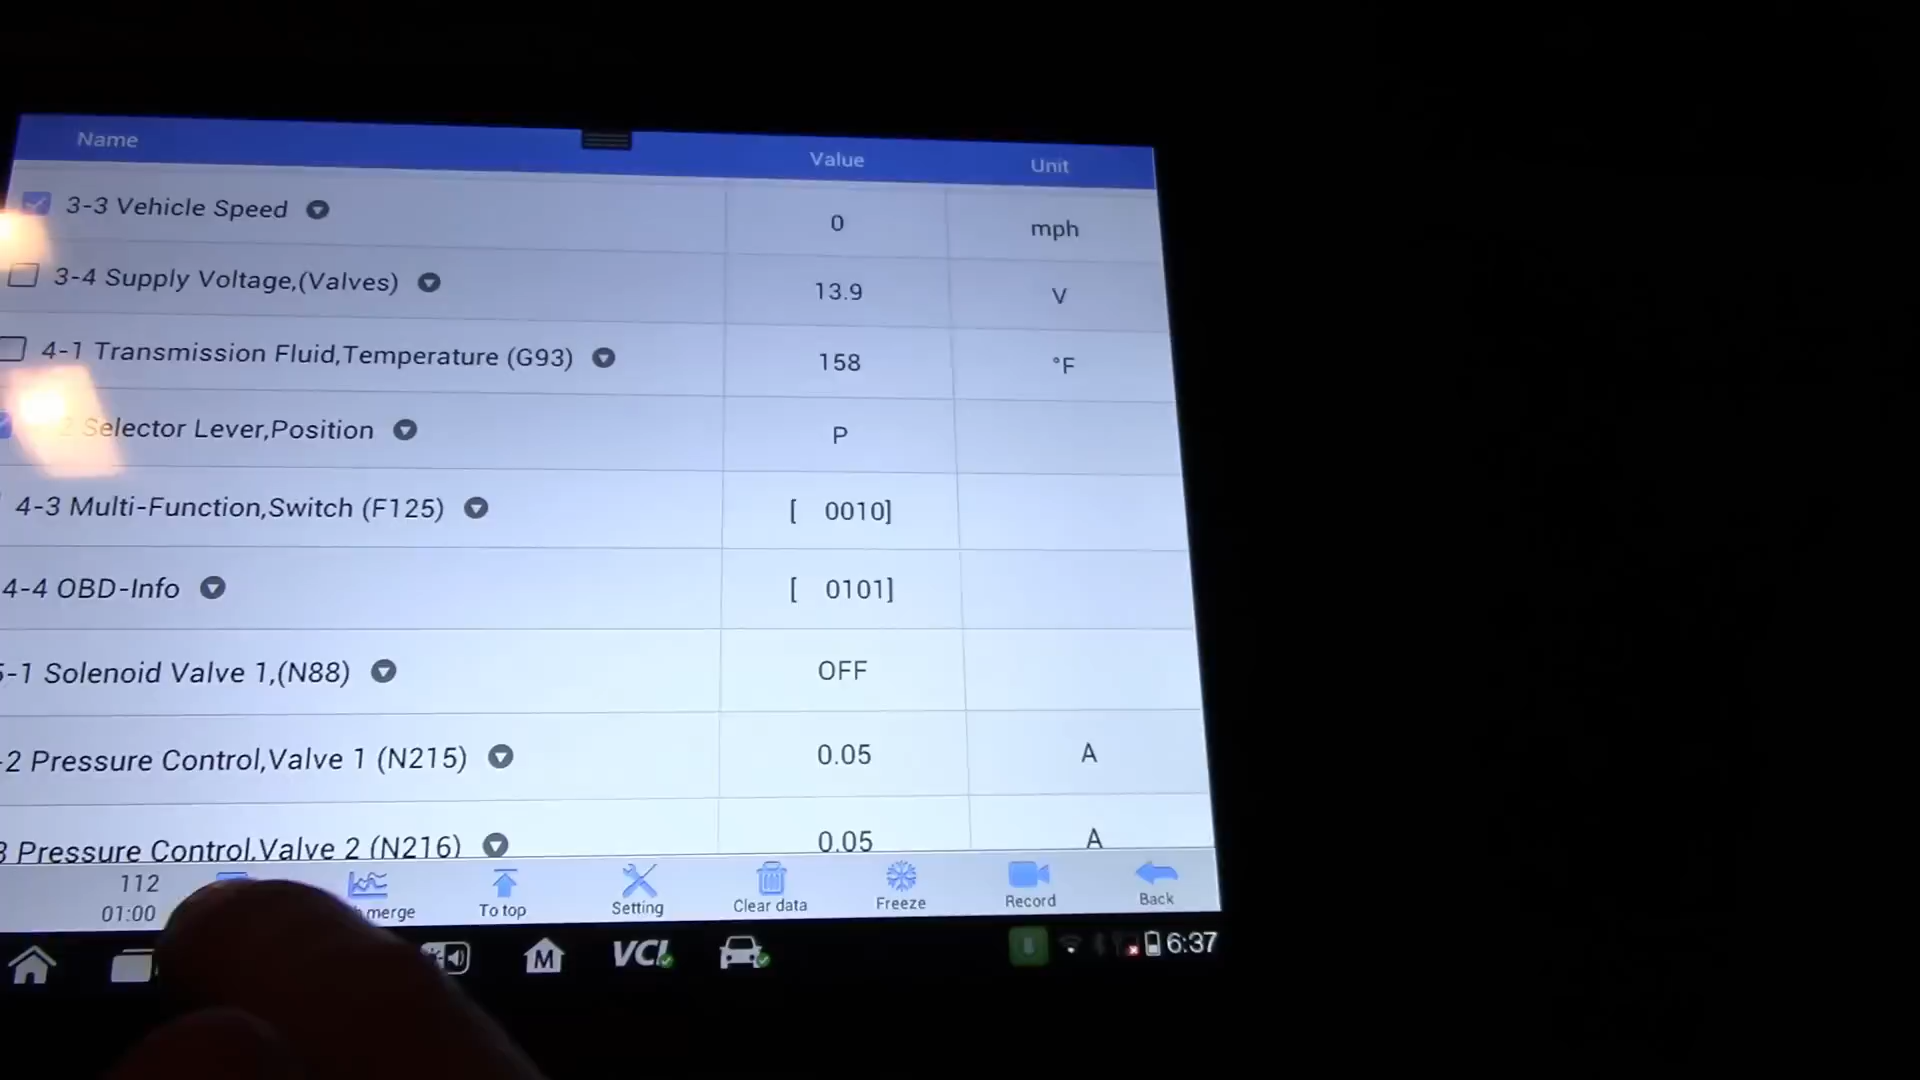 Name Value Unit
3-3 Vehicle Speed 0 mph
3-4 Supply Voltage,(Valves) 13.9 V
4-1 Transmission Fluid,Temperature (G93) 158 °F
2 Selector Lever,Position P
4-3 Multi-Function,Switch (F125) [ 0010]
4-4 OBD-Info [ 0101]
5-1 Solenoid Valve 1,(N88) OFF
-2 Pressure Control,Valve 1 (N215) 0.05 A
3 Pressure Control,Valve 2 (N216) 0.05 A
112
01:00
merge To top Setting Clear data Freeze Record Back
M VCI 6:37